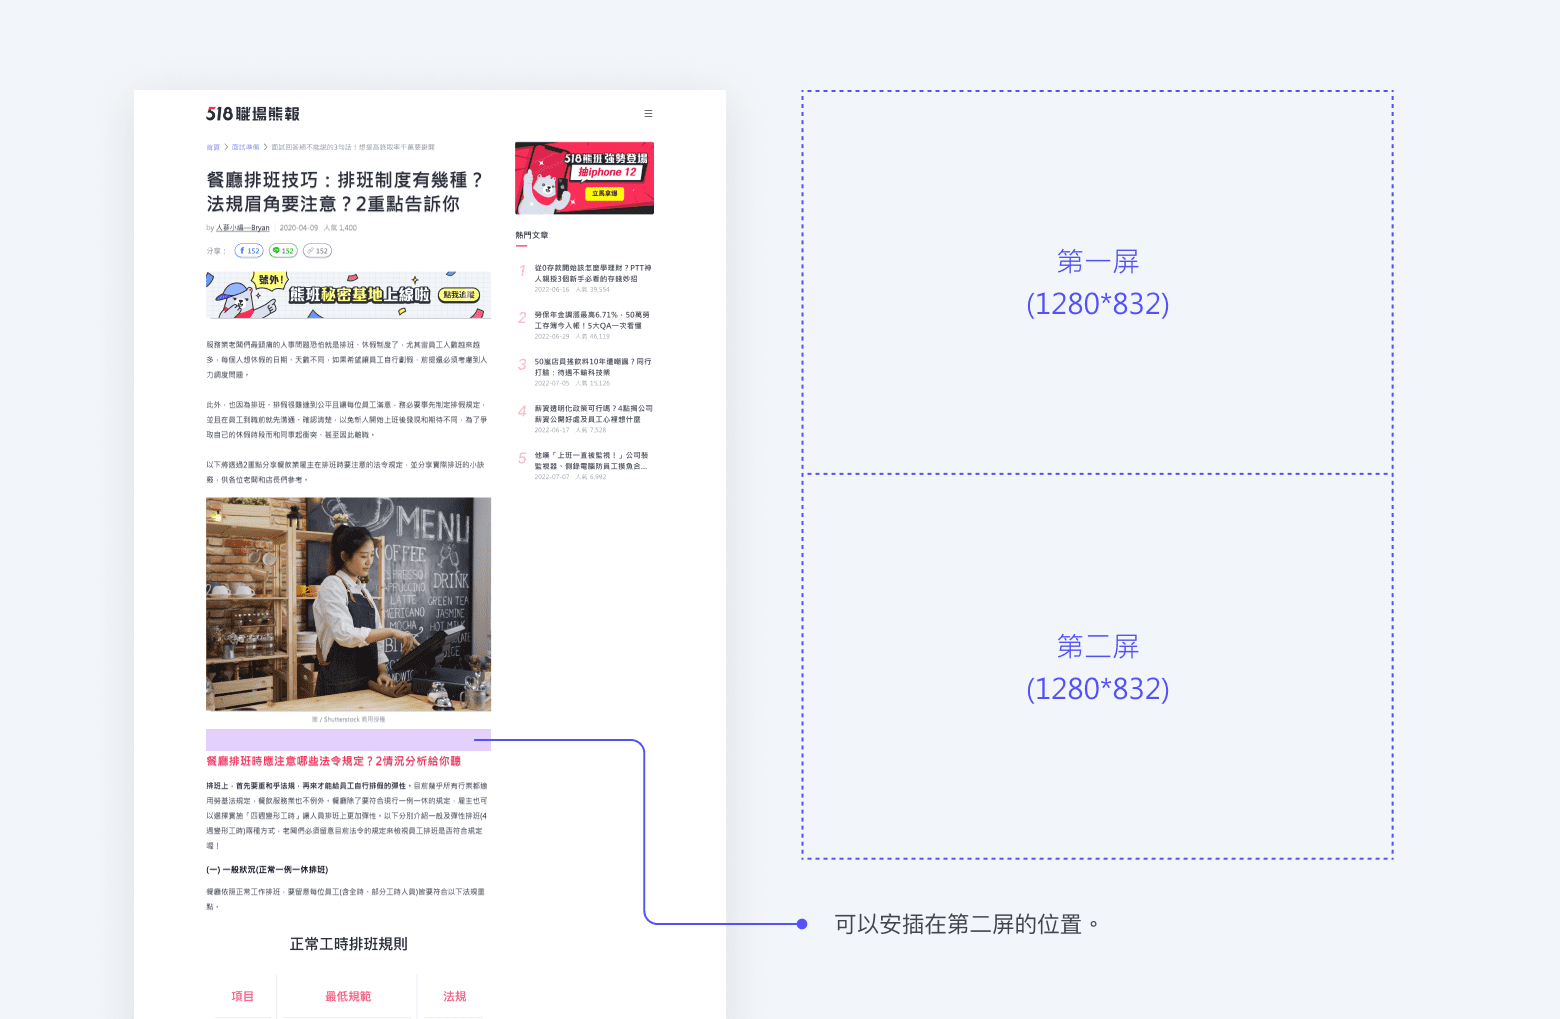 518職場熊報
首頁 > 面試準備 > 面試回答絕不能說的3句話！想提高錄取率千萬要避開
餐廳排班技巧：排班制度有幾種？
法規眉角要注意？2重點告訴你
by 人蔘小編—Bryan | 2020-04-09 人氣 1,400
分享： 152 152 152
號外!
熊班秘密基地上線啦
點我追蹤
服務業老闆們最頭痛的人事問題恐怕就是排班、休假制度了，尤其當員工人數越來越
多，每個人想休假的日期、天數不同，如果希望讓員工自行劃假，前提還必須考慮到人
力調度問題。
此外，也因為排班、排假很難達到公平且讓每位員工滿意，務必要事先制定排假規定，
並且在員工到職前就先溝通、確認清楚，以免新人開始上班後發現和期待不同，為了爭
取自己的休假時段而和同事起衝突、甚至因此離職。
以下將透過2重點分享餐飲業雇主在排班時要注意的法令規定，並分享實際排班的小訣
竅，供各位老闆和店長們參考。
MENU
COFFEE
ESPRESSO
CAPPUCCINO
LATTE
AMERICANO
MOCHA
DRINK
GREEN TEA
JASMINE
HOT MILK
JUICE
SANDWICH
圖 / Shutterstock 商用授權
餐廳排班時應注意哪些法令規定？2情況分析給你聽
排班上，首先要重和乎法規，再來才能給員工自行排假的彈性。目前幾乎所有行業都適
用勞基法規定，餐飲服務業也不例外。餐廳除了要符合現行一例一休的規定，雇主也可
以選擇實施「四週變形工時」讓人員排班上更加彈性。以下分別介紹一般及彈性排班(4
週變形工時)兩種方式，老闆們必須留意目前法令的規定來檢視員工排班是否符合規定
喔！
(一) 一般狀況(正常一例一休排班)
餐廳依照正常工作排班，要留意每位員工(含全時、部分工時人員)皆要符合以下法規重
點。
正常工時排班規則
項目 最低規範 法規
518熊班 強勢登場
抽iphone 12
立馬拿爆
熱門文章
1 從0存款開始該怎麼學理財？PTT神
人親授3個新手必看的存錢妙招
2022-06-16 人氣 39,554
2 勞保年金調漲最高6.71%，50萬勞
工存簿今入帳！5大QA一次看懂
2022-06-29 人氣 46,119
3 50嵐店員搖飲料10年遭嘲諷？同行
打臉：待遇不輸科技業
2022-07-05 人氣 15,126
4 薪資透明化政策可行嗎？4點揭公司
薪資公開好處及員工心裡想什麼
2022-06-17 人氣 7,526
5 他嘆「上班一直被監視！」公司裝
監視器、側錄電腦防員工摸魚合...
2022-07-07 人氣 6,992
第一屏
(1280*832)
第二屏
(1280*832)
可以安插在第二屏的位置。